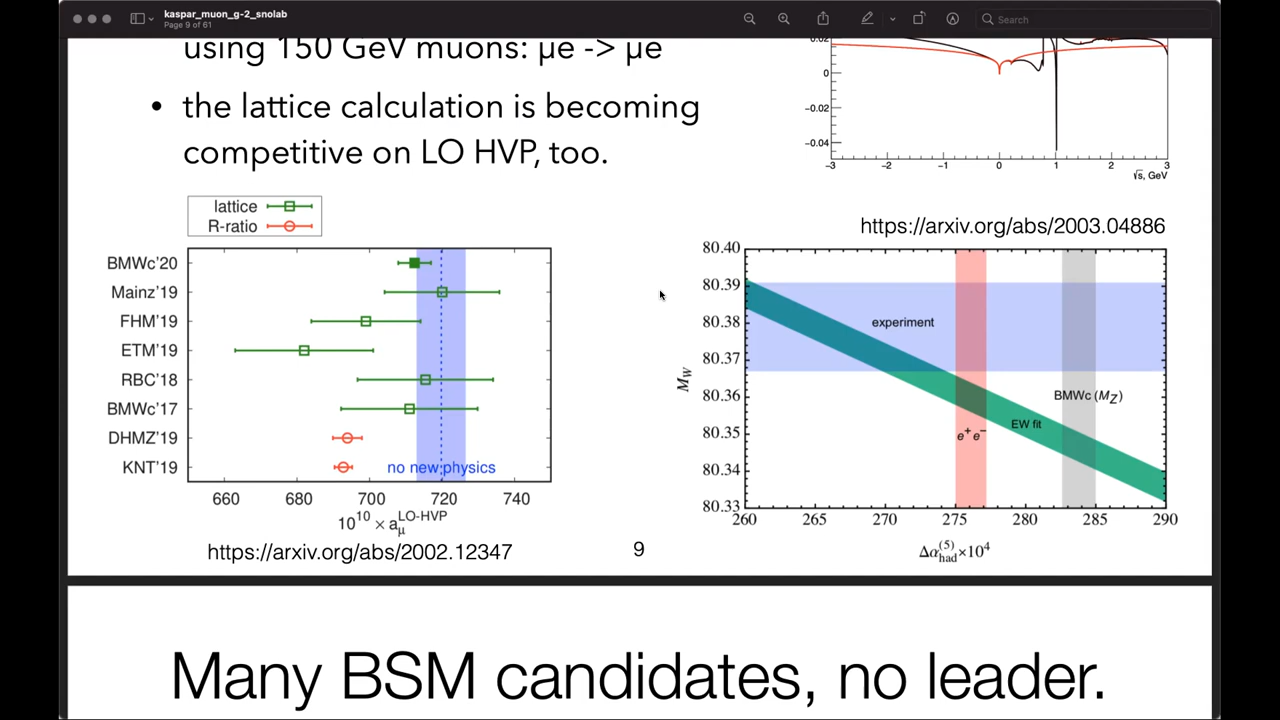 kaspar_muon_g-2_snolab
Page 9 of 61
Search
using 150 GeV muons: μe -> μe
• the lattice calculation is becoming
competitive on LO HVP, too.
0.02
0
−0.02
−0.04
−3 −2 −1 0 1 2 3
√s, GeV
lattice
R-ratio
BMWc'20
Mainz'19
FHM'19
ETM'19
RBC'18
BMWc'17
DHMZ'19
KNT'19
no new physics
660 680 700 720 740
10^10 × a_μ^LO-HVP
https://arxiv.org/abs/2002.12347
9
https://arxiv.org/abs/2003.04886
80.40
80.39
80.38
80.37
80.36
80.35
80.34
80.33
M_W
experiment
BMWc (M_Z)
EW fit
e⁺e⁻
260 265 270 275 280 285 290
Δα_had^(5)×10^4
Many BSM candidates, no leader.